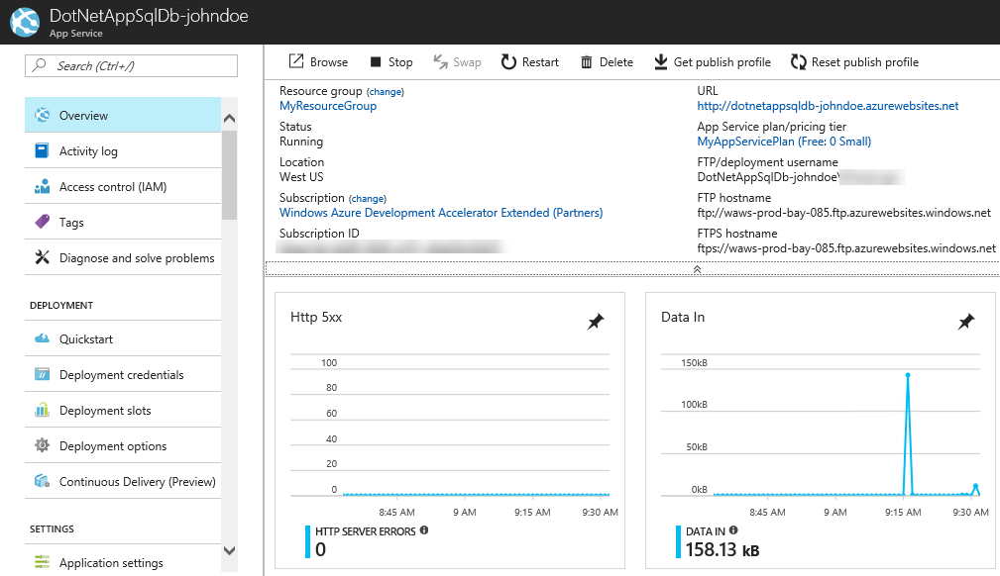 DotNetAppSqlDb-johndoe
App Service
Search (Ctrl+/)
Overview
Activity log
Access control (IAM)
Tags
Diagnose and solve problems
DEPLOYMENT
Quickstart
Deployment credentials
Deployment slots
Deployment options
Continuous Delivery (Preview)
SETTINGS
Application settings
Browse Stop Swap Restart Delete Get publish profile Reset publish profile
Resource group (change)
MyResourceGroup
Status
Running
Location
West US
Subscription (change)
Windows Azure Development Accelerator Extended (Partners)
Subscription ID
URL
http://dotnetappsqldb-johndoe.azurewebsites.net
App Service plan/pricing tier
MyAppServicePlan (Free: 0 Small)
FTP/deployment username
DotNetAppSqlDb-johndoe\
FTP hostname
ftp://waws-prod-bay-085.ftp.azurewebsites.windows.net
FTPS hostname
ftps://waws-prod-bay-085.ftp.azurewebsites.windows.net
Http 5xx
100
80
60
40
20
0
8:45 AM 9 AM 9:15 AM 9:30 AM
HTTP SERVER ERRORS
0
Data In
150kB
100kB
50kB
0kB
8:45 AM 9 AM 9:15 AM 9:30 AM
DATA IN
158.13 kB